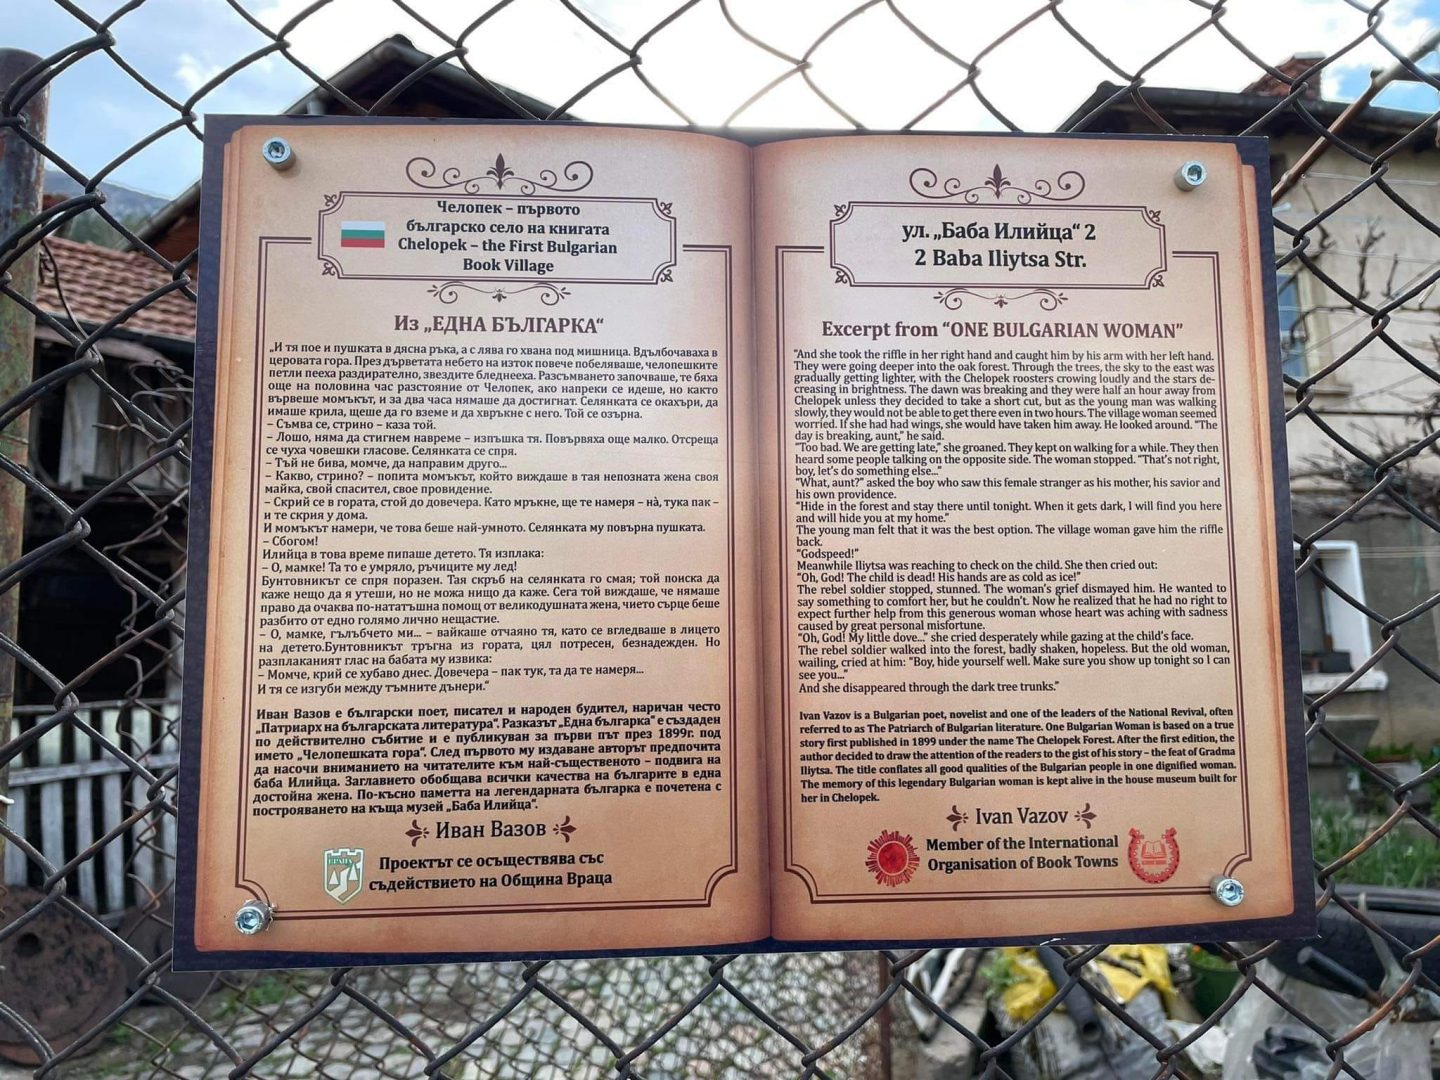 Челопек – първото
българско село на книгата
Chelopek – the First Bulgarian
Book Village
Из „ЕДНА БЪЛГАРКА“
„И тя пое и пушката в дясна ръка, а с лява го хвана под мишница. Вдълбочаваха в
церовата гора. През дърветата небето на изток повече побеляваше, челопешките
петли пееха раздирателно, звездите бледнееха. Разсъмването започваше, те бяха
още на половина час разстояние от Челопек, ако напреки се идеше, но както
вървеше момъкът, и за два часа нямаше да достигнат. Селянката се окахъри, да
имаше крила, щеше да го вземе и да хвръкне с него. Той се озърна.
– Съмва се, стрино – каза той.
– Лошо, няма да стигнем навреме – изпъшка тя. Повървяха още малко. Отсреща
се чуха човешки гласове. Селянката се спря.
– Тъй не бива, момче, да направим друго...
– Какво, стрино? – попита момъкът, който виждаше в тая непозната жена своя
майка, свой спасител, свое провидение.
– Скрий се в гората, стой до довечера. Като мръкне, ще те намеря – нà, тука пак –
и те скрия у дома.
И момъкът намери, че това беше най-умното. Селянката му повърна пушката.
– Сбогом!
Илийца в това време пипаше детето. Тя изплака:
– О, мамке! Та то е умряло, ръчиците му лед!
Бунтовникът се спря поразен. Тая скръб на селянката го смая; той поиска да
каже нещо да я утеши, но не можа нищо да каже. Сега той виждаше, че нямаше
право да очаква по-нататъшна помощ от великодушната жена, чието сърце беше
разбито от едно голямо лично нещастие.
– О, мамке, гълъбчето ми... – вайкаше отчаяно тя, като се вглеждаше в лицето
на детето.Бунтовникът тръгна из гората, цял потресен, безнадежден. Но
разплаканият глас на бабата му извика:
– Момче, крий се хубаво днес. Довечера – пак тук, та да те намеря...
И тя се изгуби между тъмните дънери.“
Иван Вазов е български поет, писател и народен будител, наричан често
„Патриарх на българската литература“. Разказът „Една българка“ е създаден
по действително събитие и е публикуван за първи път през 1899г. под
името „Челопешката гора“. След първото му издаване авторът предпочита
да насочи вниманието на читателите към най-същественото – подвига на
баба Илийца. Заглавието обобщава всички качества на българите в една
достойна жена. По-късно паметта на легендарната българка е почетена с
построяването на къща музей „Баба Илийца“.
Иван Вазов
ВРАЦА
Проектът се осъществява със
съдействието на Община Враца
ул. „Баба Илийца“ 2
2 Baba Iliytsa Str.
Excerpt from “ONE BULGARIAN WOMAN”
“And she took the riffle in her right hand and caught him by his arm with her left hand.
They were going deeper into the oak forest. Through the trees, the sky to the east was
gradually getting lighter, with the Chelopek roosters crowing loudly and the stars de-
creasing in brightness. The dawn was breaking and they were half an hour away from
Chelopek unless they decided to take a short cut, but as the young man was walking
slowly, they would not be able to get there even in two hours. The village woman seemed
worried. If she had had wings, she would have taken him away. He looked around. “The
day is breaking, aunt,” he said.
“Too bad. We are getting late,” she groaned. They kept on walking for a while. They then
heard some people talking on the opposite side. The woman stopped. “That’s not right,
boy, let’s do something else...”
“What, aunt?” asked the boy who saw this female stranger as his mother, his savior and
his own providence.
“Hide in the forest and stay there until tonight. When it gets dark, I will find you here
and will hide you at my home.”
The young man felt that it was the best option. The village woman gave him the riffle
back.
“Godspeed!”
Meanwhile Iliytsa was reaching to check on the child. She then cried out:
“Oh, God! The child is dead! His hands are as cold as ice!”
The rebel soldier stopped, stunned. The woman’s grief dismayed him. He wanted to
say something to comfort her, but he couldn’t. Now he realized that he had no right to
expect further help from this generous woman whose heart was aching with sadness
caused by great personal misfortune.
“Oh, God! My little dove...” she cried desperately while gazing at the child’s face.
The rebel soldier walked into the forest, badly shaken, hopeless. But the old woman,
wailing, cried at him: “Boy, hide yourself well. Make sure you show up tonight so I can
see you...”
And she disappeared through the dark tree trunks.”
Ivan Vazov is a Bulgarian poet, novelist and one of the leaders of the National Revival, often
referred to as The Patriarch of Bulgarian literature. One Bulgarian Woman is based on a true
story first published in 1899 under the name The Chelopek Forest. After the first edition, the
author decided to draw the attention of the readers to the gist of his story – the feat of Gradma
Iliytsa. The title conflates all good qualities of the Bulgarian people in one dignified woman.
The memory of this legendary Bulgarian woman is kept alive in the house museum built for
her in Chelopek.
Ivan Vazov
Member of the International
Organisation of Book Towns